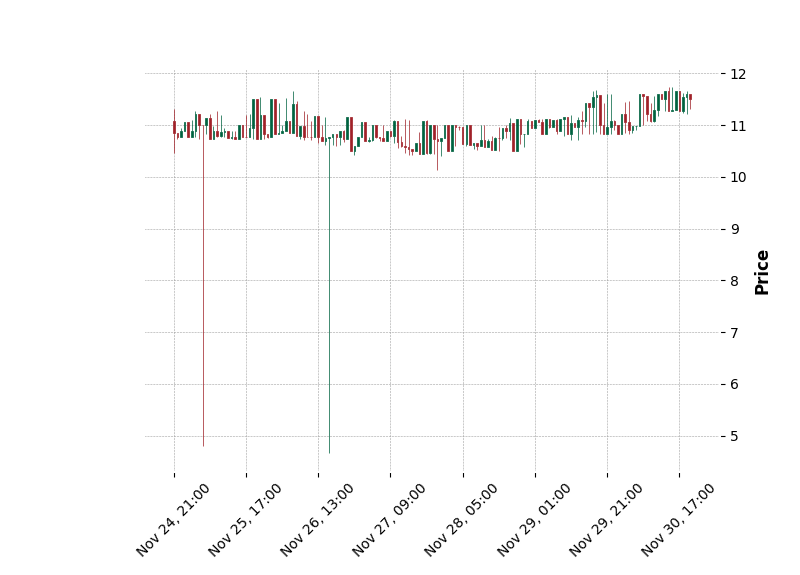 12
11
10
9
8
7
6
5
Price
Nov 24, 21:00
Nov 25, 17:00
Nov 26, 13:00
Nov 27, 09:00
Nov 28, 05:00
Nov 29, 01:00
Nov 29, 21:00
Nov 30, 17:00